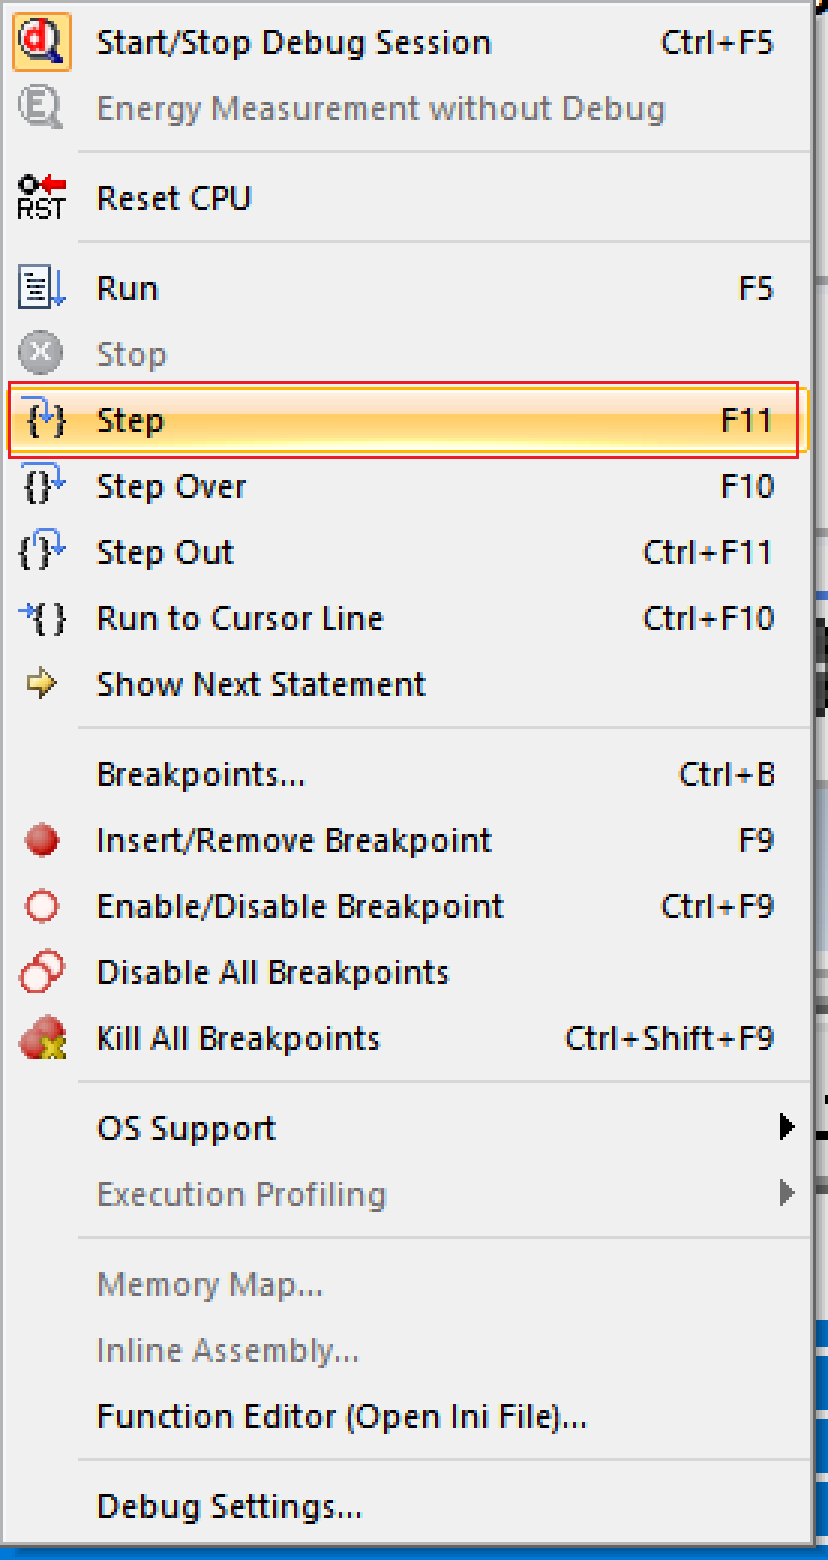 Start/Stop Debug Session Ctrl+F5
Energy Measurement without Debug
RST Reset CPU
Run F5
Stop
Step F11
Step Over F10
Step Out Ctrl+F11
Run to Cursor Line Ctrl+F10
Show Next Statement
Breakpoints... Ctrl+B
Insert/Remove Breakpoint F9
Enable/Disable Breakpoint Ctrl+F9
Disable All Breakpoints
Kill All Breakpoints Ctrl+Shift+F9
OS Support
Execution Profiling
Memory Map...
Inline Assembly...
Function Editor (Open Ini File)...
Debug Settings...